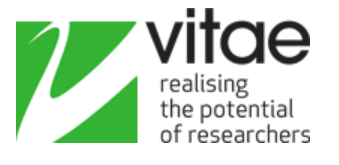 vitae
realising
the potential
of researchers